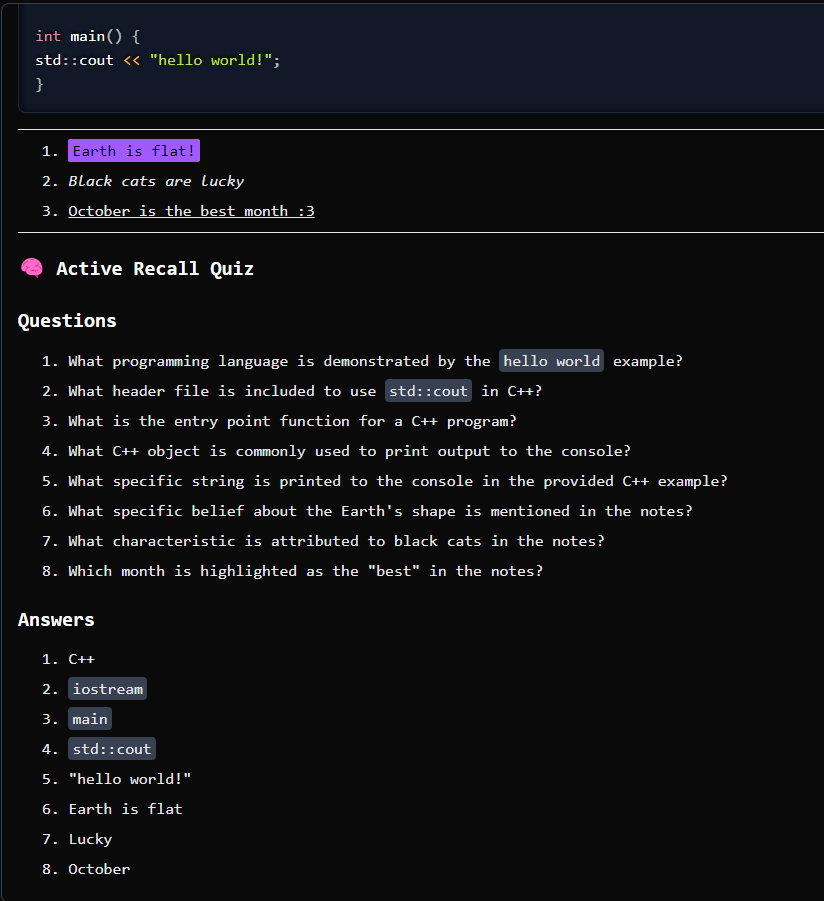 int main() {
std::cout << "hello world!";
}
1. Earth is flat!
2. Black cats are lucky
3. October is the best month :3
🧠 Active Recall Quiz
Questions
1. What programming language is demonstrated by the hello world example?
2. What header file is included to use std::cout in C++?
3. What is the entry point function for a C++ program?
4. What C++ object is commonly used to print output to the console?
5. What specific string is printed to the console in the provided C++ example?
6. What specific belief about the Earth's shape is mentioned in the notes?
7. What characteristic is attributed to black cats in the notes?
8. Which month is highlighted as the "best" in the notes?
Answers
1. C++
2. iostream
3. main
4. std::cout
5. "hello world!"
6. Earth is flat
7. Lucky
8. October